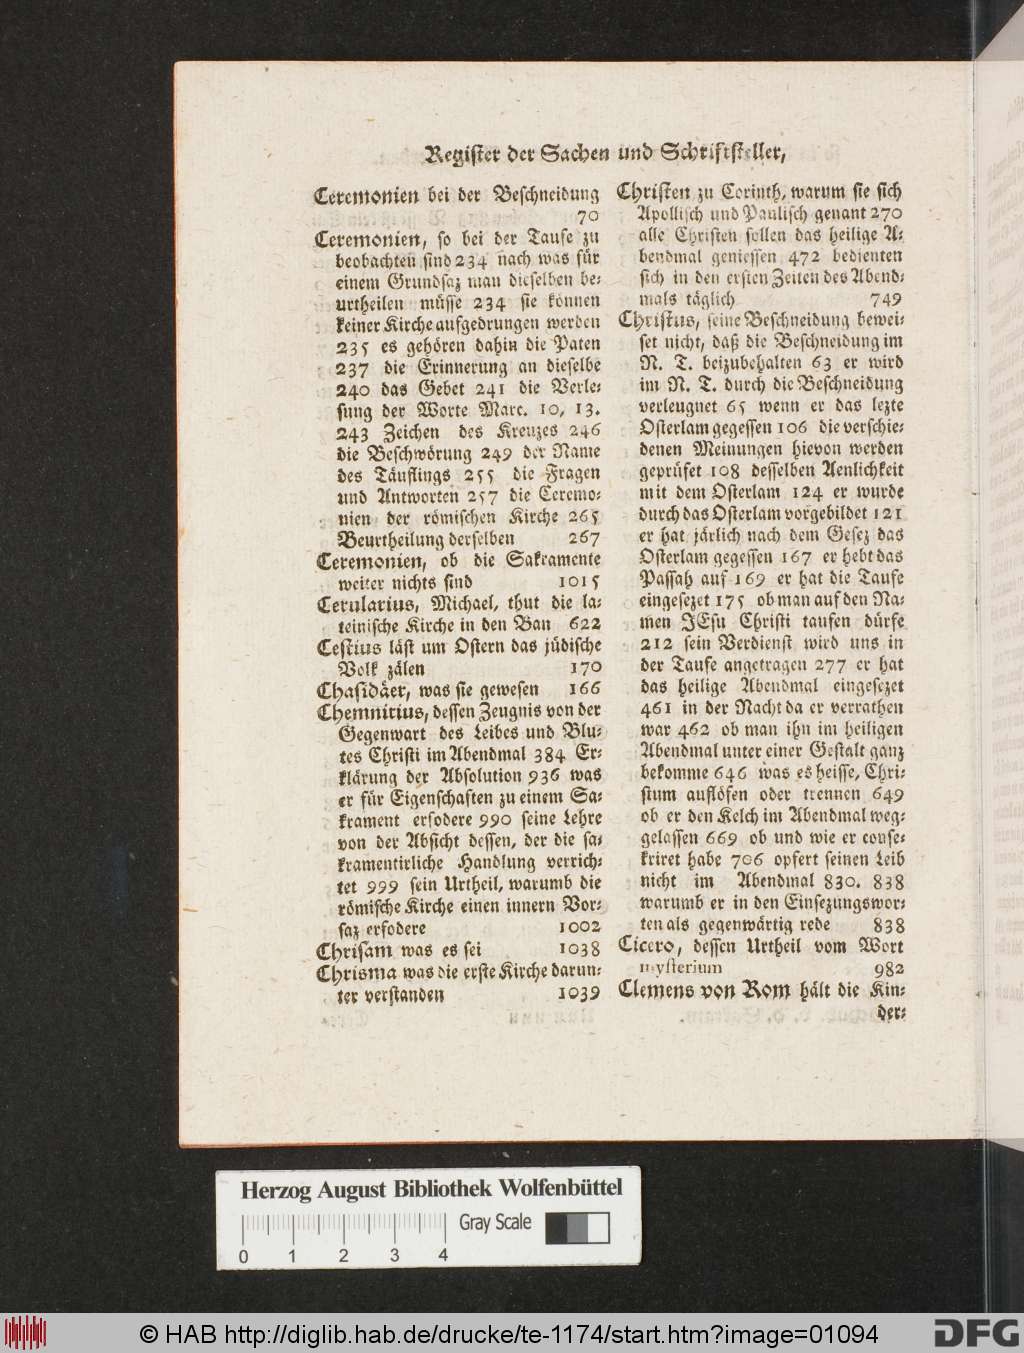 Register der Sachen und Schriftsteller,
Ceremonien bei der Beschneidung
70
Ceremonien, so bei der Taufe zu
beobachten sind 234 nach was für
einem Grundsaz man dieselben be-
urtheilen müsse 234 sie können
keiner Kirche aufgedrungen werden
235 es gehören dahin die Paten
237 die Erinnerung an dieselbe
240 das Gebet 241 die Verle-
sung der Worte Marc. 10, 13.
243 Zeichen des Kreuzes 246
die Beschwörung 249 der Name
des Täuflings 255 die Fragen
und Antworten 257 die Ceremo-
nien der römischen Kirche 265
Beurtheilung derselben 267
Ceremonien, ob die Sakramente
weiter nichts sind 1015
Cerularius, Michael, thut die la-
teinische Kirche in den Ban 622
Cestius läst um Ostern das jüdische
Volk zälen 170
Chasidäer, was sie gewesen 166
Chemnitius, dessen Zeugnis von der
Gegenwart des Leibes und Blu-
tes Christi im Abendmal 384 Er-
klärung der Absolution 936 was
er für Eigenschaften zu einem Sa-
krament erfodere 990 seine Lehre
von der Absicht dessen, der die sa-
kramentirliche Handlung verrich-
tet 999 sein Urtheil, warumb die
römische Kirche einen innern Vor-
saz erfodere 1002
Chrisam was es sei 1038
Chrisma was die erste Kirche darun-
ter verstanden 1039
Christen zu Corinth, warum sie sich
Apollisch und Paulisch genant 270
alle Christen sollen das heilige A-
bendmal geniessen 472 bedienten
sich in den ersten Zeiten des Abend-
mals täglich 749
Christus, seine Beschneidung bewei-
set nicht, daß die Beschneidung im
N. T. beizubehalten 63 er wird
im N. T. durch die Beschneidung
verleugnet 65 wenn er das lezte
Osterlam gegessen 106 die verschie-
denen Meinungen hievon werden
geprüfet 108 desselben Aenlichkeit
mit dem Osterlam 124 er wurde
durch das Osterlam vorgebildet 121
er hat järlich nach dem Gesez das
Osterlam gegessen 167 er hebt das
Passah auf 169 er hat die Taufe
eingesezet 175 ob man auf den Na-
men JEsu Christi taufen dürfe
212 sein Verdienst wird uns in
der Taufe angetragen 277 er hat
das heilige Abendmal eingesezet
461 in der Nacht da er verrathen
war 462 ob man ihn im heiligen
Abendmal unter einer Gestalt ganz
bekomme 646 was es heisse, Chri-
stum auflösen oder trennen 649
ob er den Kelch im Abendmal weg-
gelassen 669 ob und wie er conse-
kriret habe 706 opfert seinen Leib
nicht im Abendmal 830. 838
warumb er in den Einsezungswor-
ten als gegenwärtig rede 838
Cicero, dessen Urtheil vom Wort
mysterium 982
Clemens von Rom hält die Kin-
der-
Herzog August Bibliothek Wolfenbüttel
Gray Scale
0 1 2 3 4
© HAB http://diglib.hab.de/drucke/te-1174/start.htm?image=01094
DFG